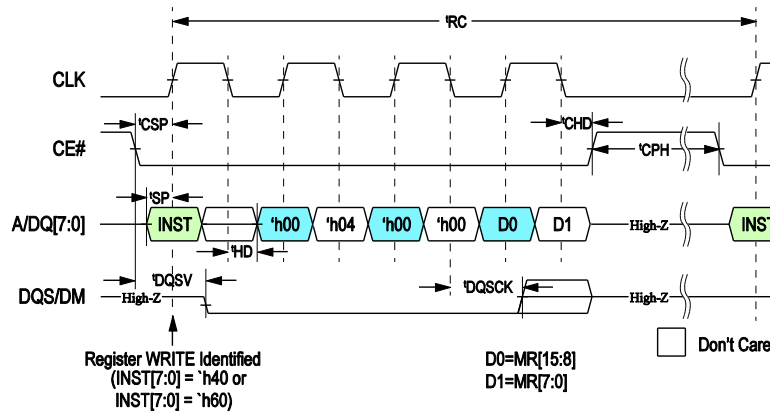 tRC
CLK
tCSP
tCHD
CE#
tCPH
tSP
A/DQ[7:0]
INST
'h00
'h04
'h00
'h00
D0
D1
High-Z
INST
tHD
tDQSV
tDQSCK
DQS/DM
High-Z
High-Z
Register WRITE Identified
(INST[7:0] = `h40 or
INST[7:0] = `h60)
D0=MR[15:8]
D1=MR[7:0]
Don't Care